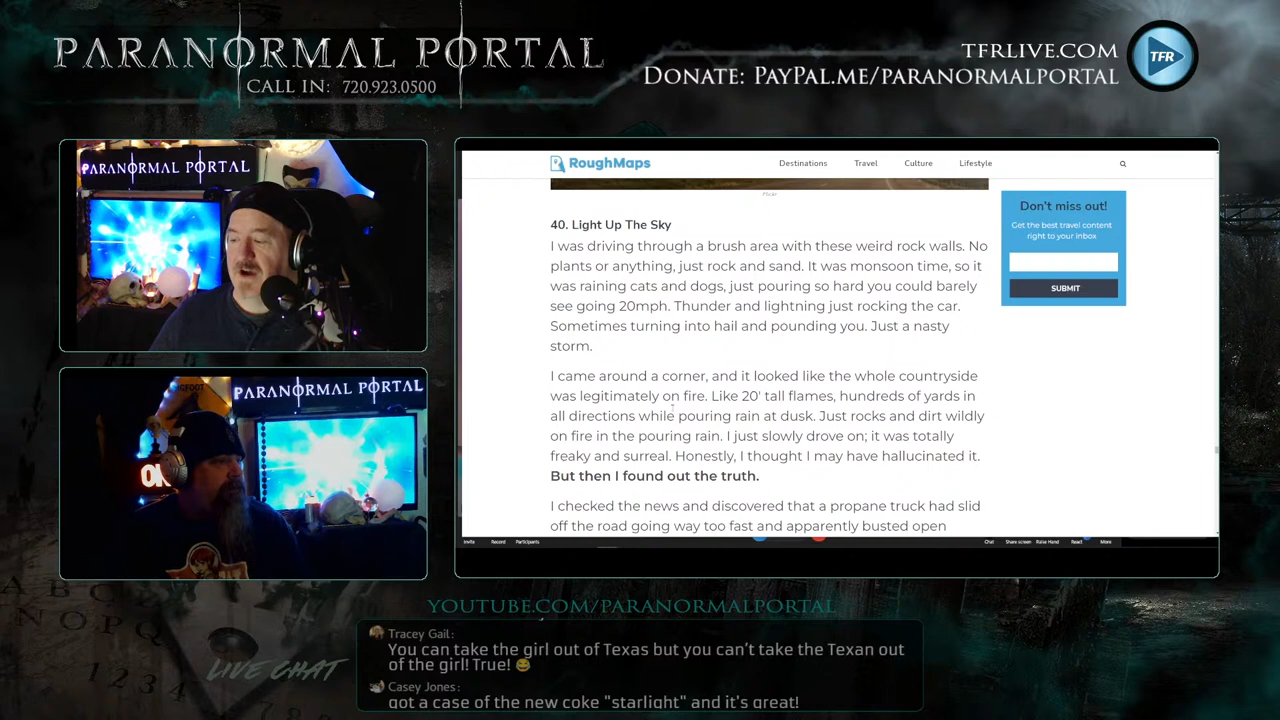 PARANORMAL PORTAL
CALL IN: 720.923.0500
TFRLIVE.COM
DONATE: PAYPAL.ME/PARANORMALPORTAL
TFR
PARANORMAL PORTAL
PARANORMAL PORTAL
RoughMaps
Destinations
Travel
Culture
Lifestyle
Flickr
Don't miss out!
Get the best travel content
right to your inbox
SUBMIT
40. Light Up The Sky
I was driving through a brush area with these weird rock walls. No
plants or anything, just rock and sand. It was monsoon time, so it
was raining cats and dogs, just pouring so hard you could barely
see going 20mph. Thunder and lightning just rocking the car.
Sometimes turning into hail and pounding you. Just a nasty
storm.
I came around a corner, and it looked like the whole countryside
was legitimately on fire. Like 20' tall flames, hundreds of yards in
all directions while pouring rain at dusk. Just rocks and dirt wildly
on fire in the pouring rain. I just slowly drove on; it was totally
freaky and surreal. Honestly, I thought I may have hallucinated it.
But then I found out the truth.
I checked the news and discovered that a propane truck had slid
off the road going way too fast and apparently busted open
Invite
Record
Participants
Chat
Share screen
Raise Hand
React
More
YOUTUBE.COM/PARANORMALPORTAL
LIVE CHAT
Tracey Gail:
You can take the girl out of Texas but you can't take the Texan out
of the girl! True! 😂
Casey Jones:
got a case of the new coke "starlight" and it's great!